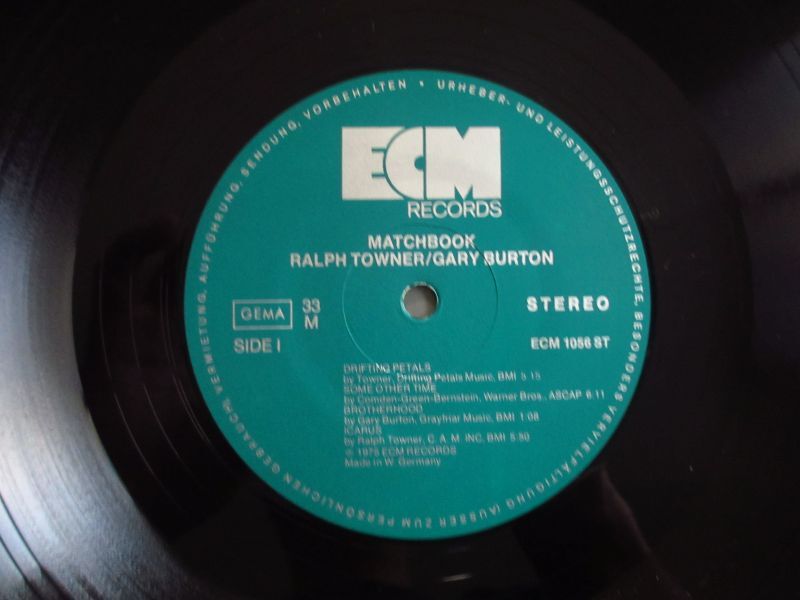 URHEBER- UND LEISTUNGSSCHUTZRECHTE, BESONDERS VERVIELFÄLTIGUNG (AUSSER ZUM PERSÖNLICHEN GEBRAUCH), VERMIETUNG, AUFFÜHRUNG, SENDUNG, VORBEHALTEN •
ECM
RECORDS
MATCHBOOK
RALPH TOWNER/GARY BURTON
GEMA 33 STEREO
M
SIDE I ECM 1056 ST
DRIFTING PETALS
by Towner, Drifting Petals Music, BMI 5.15
SOME OTHER TIME
by Comden-Green-Bernstein, Warner Bros., ASCAP 6.11
BROTHERHOOD
by Gary Burton, Grayfriar Music, BMI 1:08
ICARUS
by Ralph Towner, C. A. M. INC, BMI
℗ 1975 ECM RECORDS
Made in W. Germany